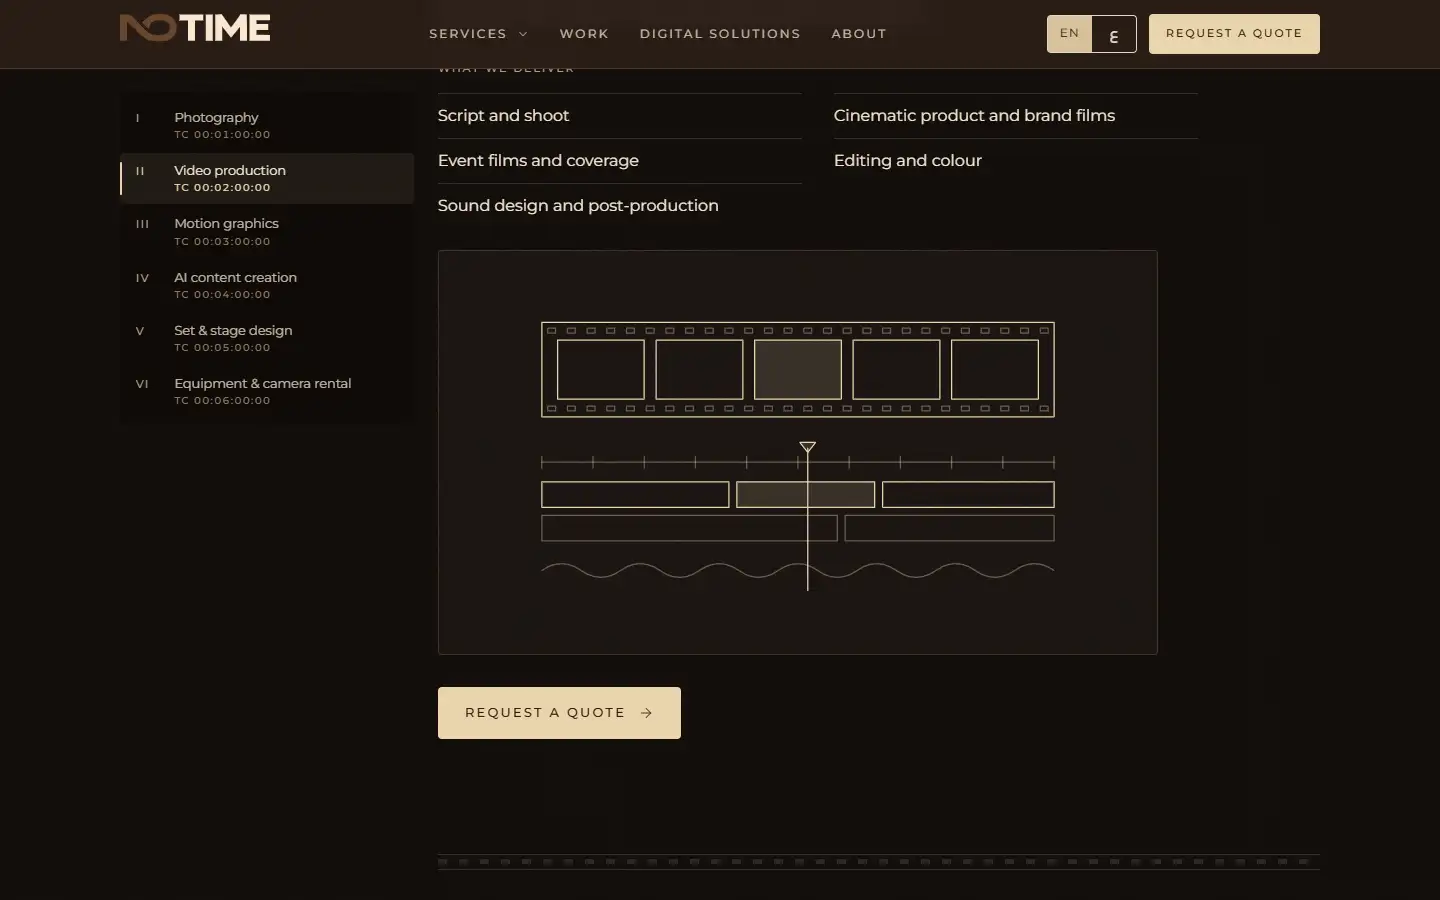 NOTIME
SERVICES
WORK
DIGITAL SOLUTIONS
ABOUT
EN
ع
REQUEST A QUOTE
WHAT WE DELIVER
I Photography
TC 00:01:00:00
II Video production
TC 00:02:00:00
III Motion graphics
TC 00:03:00:00
IV AI content creation
TC 00:04:00:00
V Set & stage design
TC 00:05:00:00
VI Equipment & camera rental
TC 00:06:00:00
Script and shoot
Cinematic product and brand films
Event films and coverage
Editing and colour
Sound design and post-production
REQUEST A QUOTE →